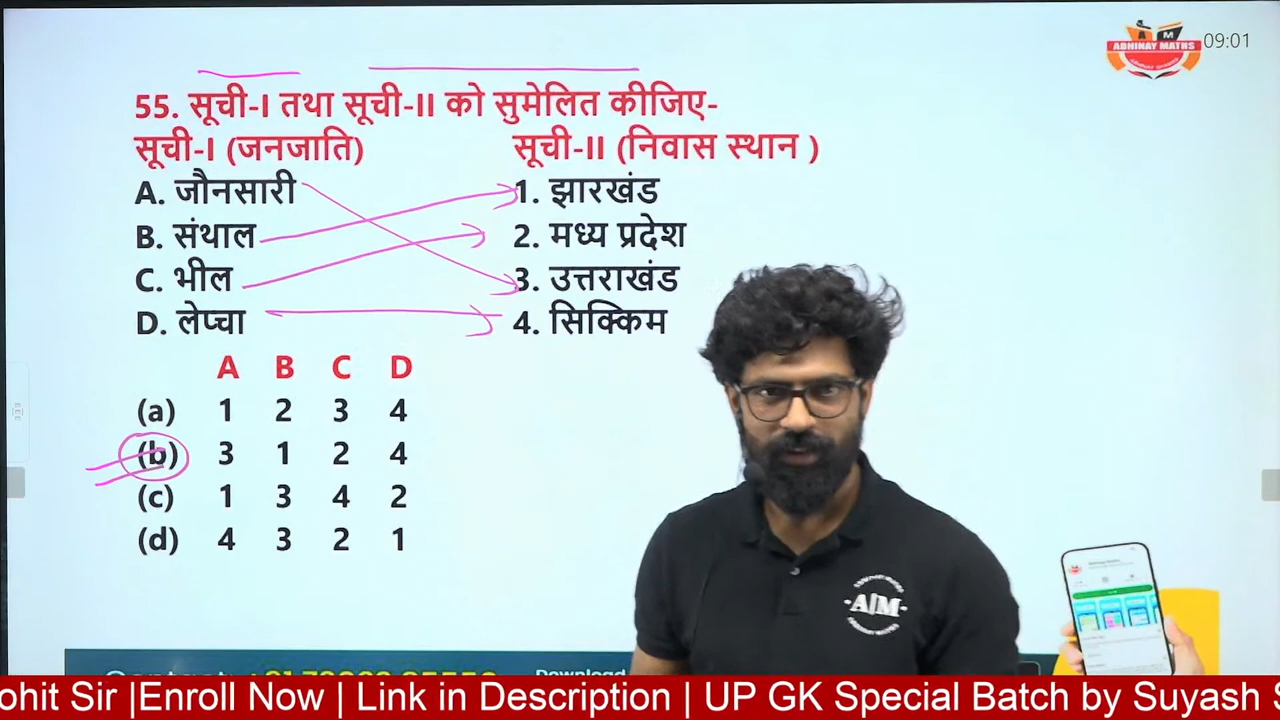 ABHINAY MATHS
09:01
55. सूची-I तथा सूची-II को सुमेलित कीजिए-
सूची-I (जनजाति) सूची-II (निवास स्थान )
A. जौनसारी 1. झारखंड
B. संथाल 2. मध्य प्रदेश
C. भील 3. उत्तराखंड
D. लेप्चा 4. सिक्किम
A B C D
(a) 1 2 3 4
(b) 3 1 2 4
(c) 1 3 4 2
(d) 4 3 2 1
A|M
Download
ohit Sir |Enroll Now | Link in Description | UP GK Special Batch by Suyash S